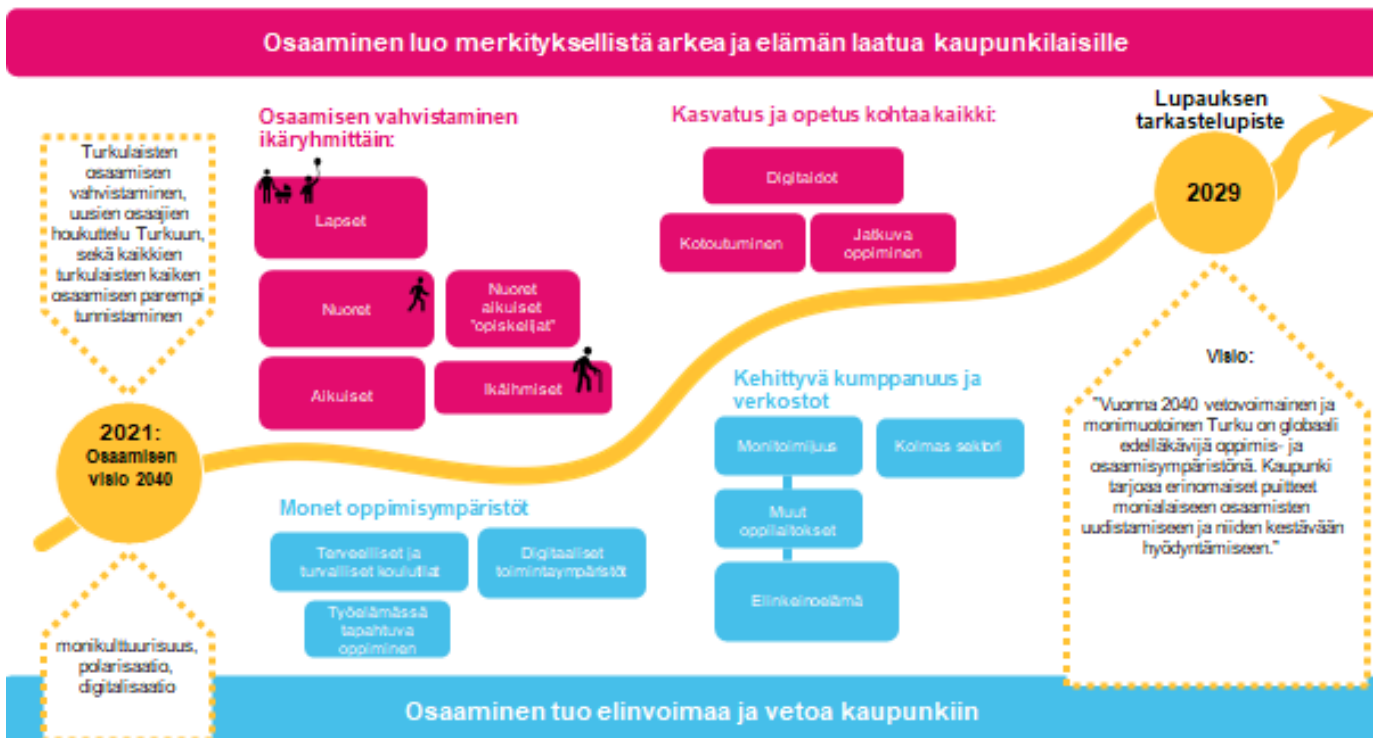 Osaaminen luo merkityksellistä arkea ja elämän laatua kaupunkilaisille
Turkulaisten
osaamisen
vahvistaminen,
uusien osaajien
houkuttelu Turkuun,
sekä kaikkien
turkulaisten kaiken
osaamisen parempi
tunnistaminen
2021:
Osaamisen
visio 2040
monikulttuurisuus,
polarisaatio,
digitalisaatio
Osaamisen vahvistaminen
ikäryhmittäin:
Lapset
Nuoret
Nuoret
aikuiset
"opiskelijat"
Aikuiset
Ikäihmiset
Kasvatus ja opetus kohtaa kaikki:
Digitaidot
Kotoutuminen
Jatkuva
oppiminen
Monet oppimisympäristöt
Terveelliset ja
turvalliset koulutilat
Digitaaliset
toimintaympäristöt
Työelämässä
tapahtuva
oppiminen
Kehittyvä kumppanuus ja
verkostot
Monitoimijuus
Kolmas sektori
Muut
oppilaitokset
Elinkeinoelämä
Lupauksen
tarkastelupiste
2029
Visio:
"Vuonna 2040 vetovoimainen ja
monimuotoinen Turku on globaali
edelläkävijä oppimis- ja
osaamisympäristönä. Kaupunki
tarjoaa erinomaiset puitteet
monialaiseen osaamisten
uudistamiseen ja niiden kestävään
hyödyntämiseen."
Osaaminen tuo elinvoimaa ja vetoa kaupunkiin